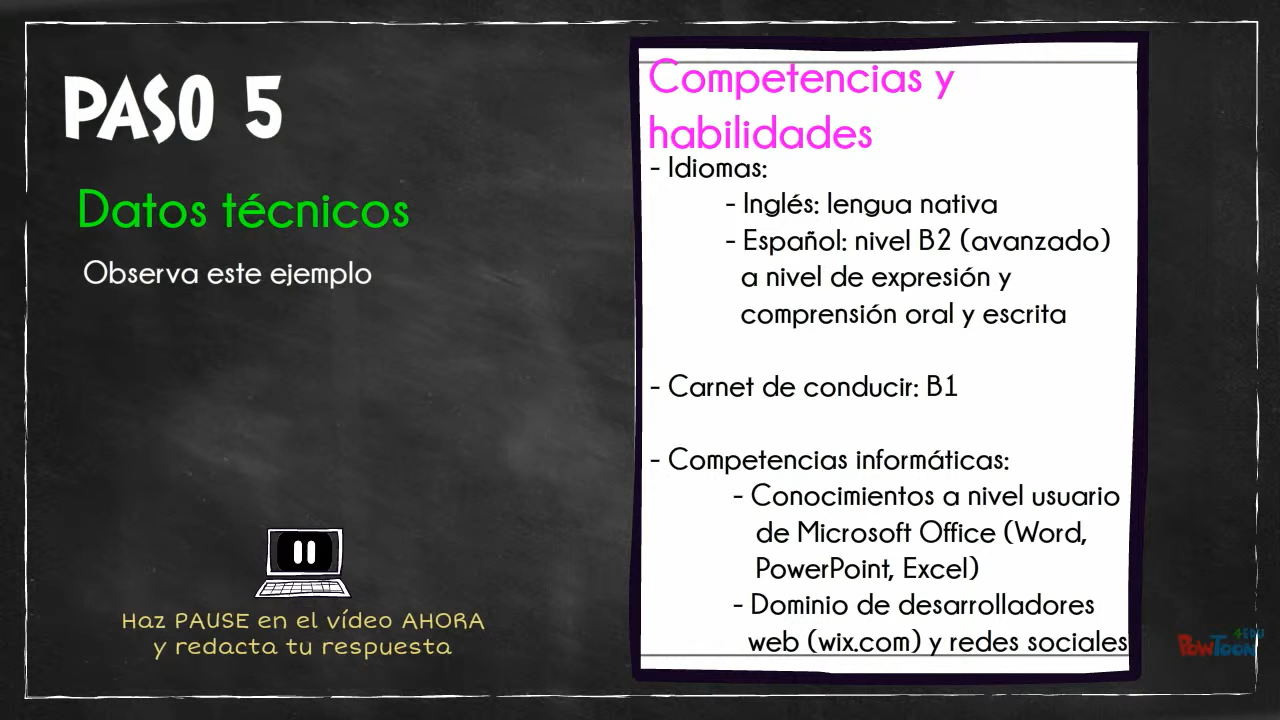 PASO 5
Datos técnicos
Observa este ejemplo
Haz PAUSE en el vídeo AHORA
y redacta tu respuesta
Competencias y
habilidades
- Idiomas:
- Inglés: lengua nativa
- Español: nivel B2 (avanzado)
a nivel de expresión y
comprensión oral y escrita
- Carnet de conducir: B1
- Competencias informáticas:
- Conocimientos a nivel usuario
de Microsoft Office (Word,
PowerPoint, Excel)
- Dominio de desarrolladores
web (wix.com) y redes sociales
4EDU
POWTOON